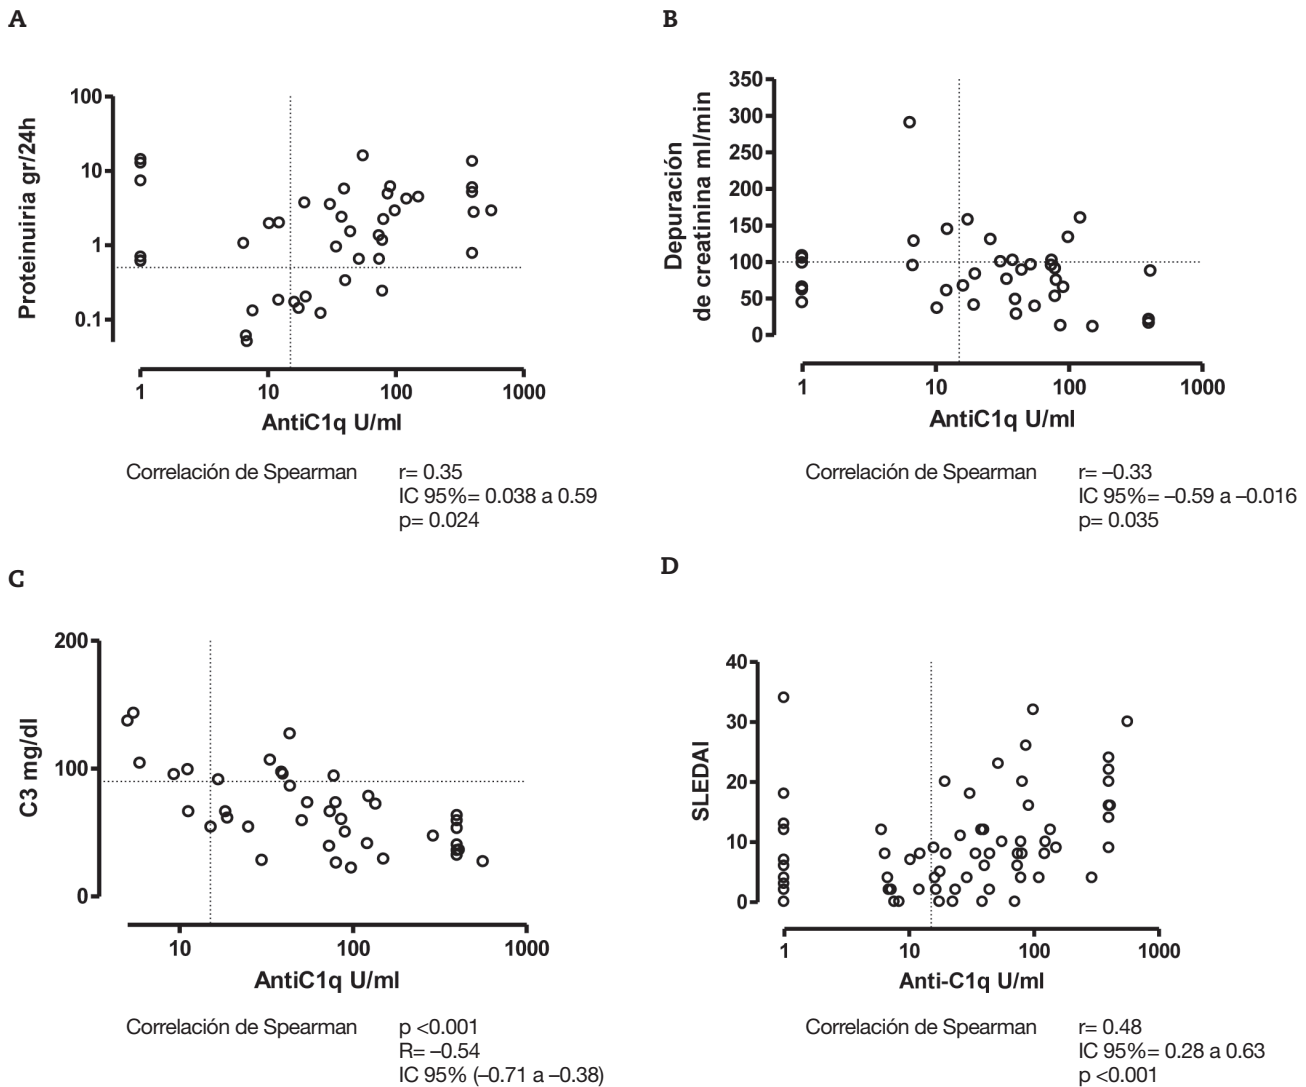 A
Proteinuiria gr/24h
100
10
1
0.1
1 10 100 1000
AntiC1q U/ml
Correlación de Spearman r= 0.35
IC 95%= 0.038 a 0.59
p= 0.024
B
Depuración
de creatinina ml/min
350
300
250
200
150
100
50
0
1 10 100 1000
AntiC1q U/ml
Correlación de Spearman r= –0.33
IC 95%= –0.59 a –0.016
p= 0.035
C
C3 mg/dl
200
100
0
10 100 1000
AntiC1q U/ml
Correlación de Spearman p <0.001
R= –0.54
IC 95% (–0.71 a –0.38)
D
SLEDAI
40
30
20
10
0
1 10 100 1000
Anti-C1q U/ml
Correlación de Spearman r= 0.48
IC 95%= 0.28 a 0.63
p <0.001